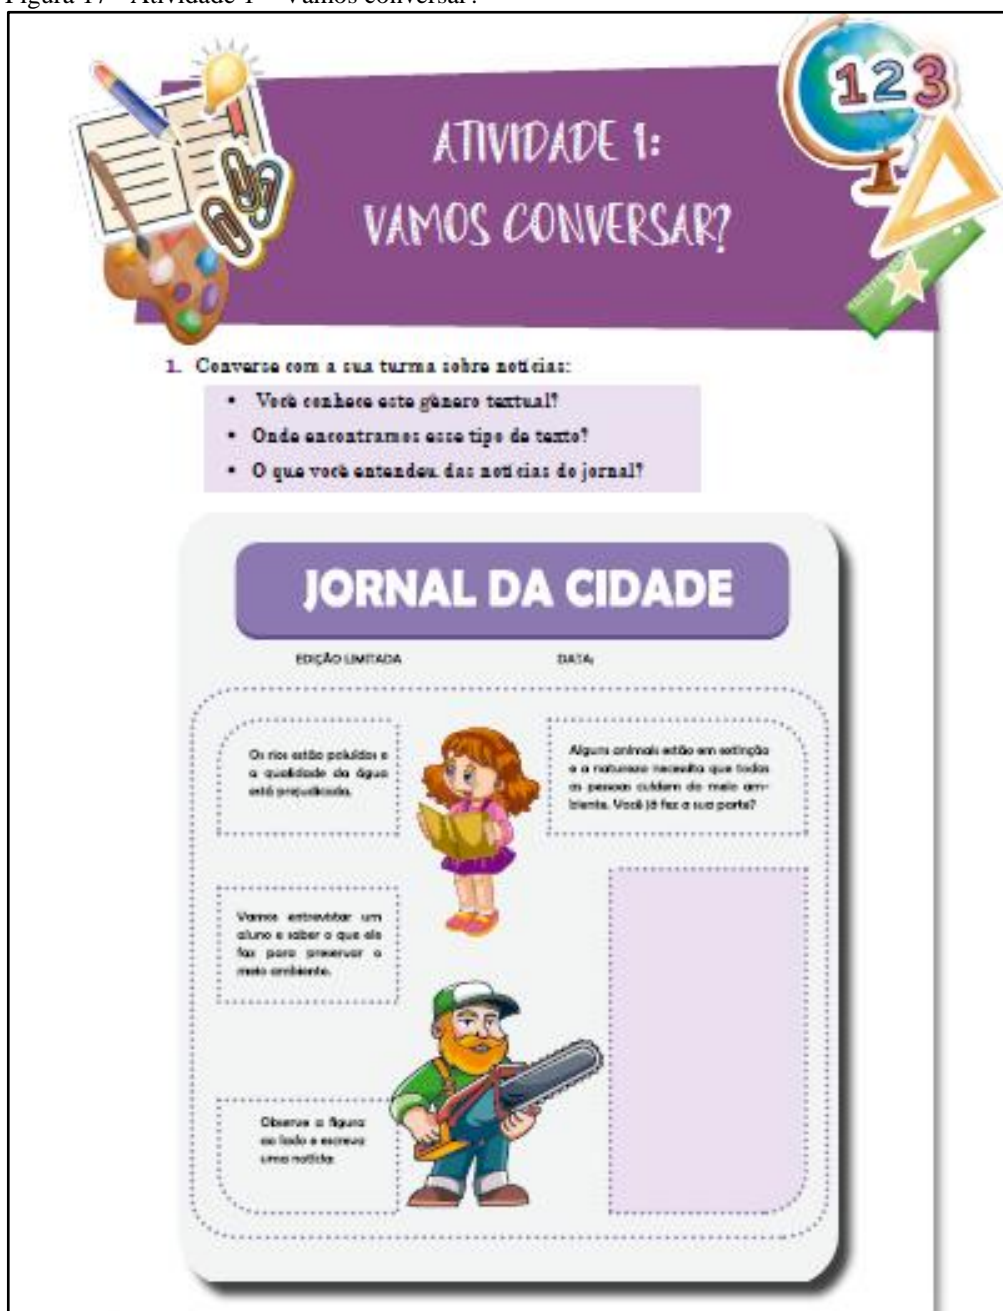 Figura 17 - Atividade 1 – Vamos conversar?
123
ATIVIDADE 1:
VAMOS CONVERSAR?
1. Converse com a sua turma sobre notícias:
• Você conhece este gênero textual?
• Onde encontramos esse tipo de texto?
• O que você entendeu das notícias do jornal?
JORNAL DA CIDADE
EDIÇÃO LIMITADA
DATA:
Os rios estão poluídos e
a qualidade da água
está prejudicada.
Alguns animais estão em extinção
e a natureza necessita que todas
as pessoas cuidem do meio am-
biente. Você já fez a sua parte?
Vamos entrevistar um
aluno e saber o que ele
faz para preservar o
meio ambiente.
Observe a figura
ao lado e escreva
uma notícia: